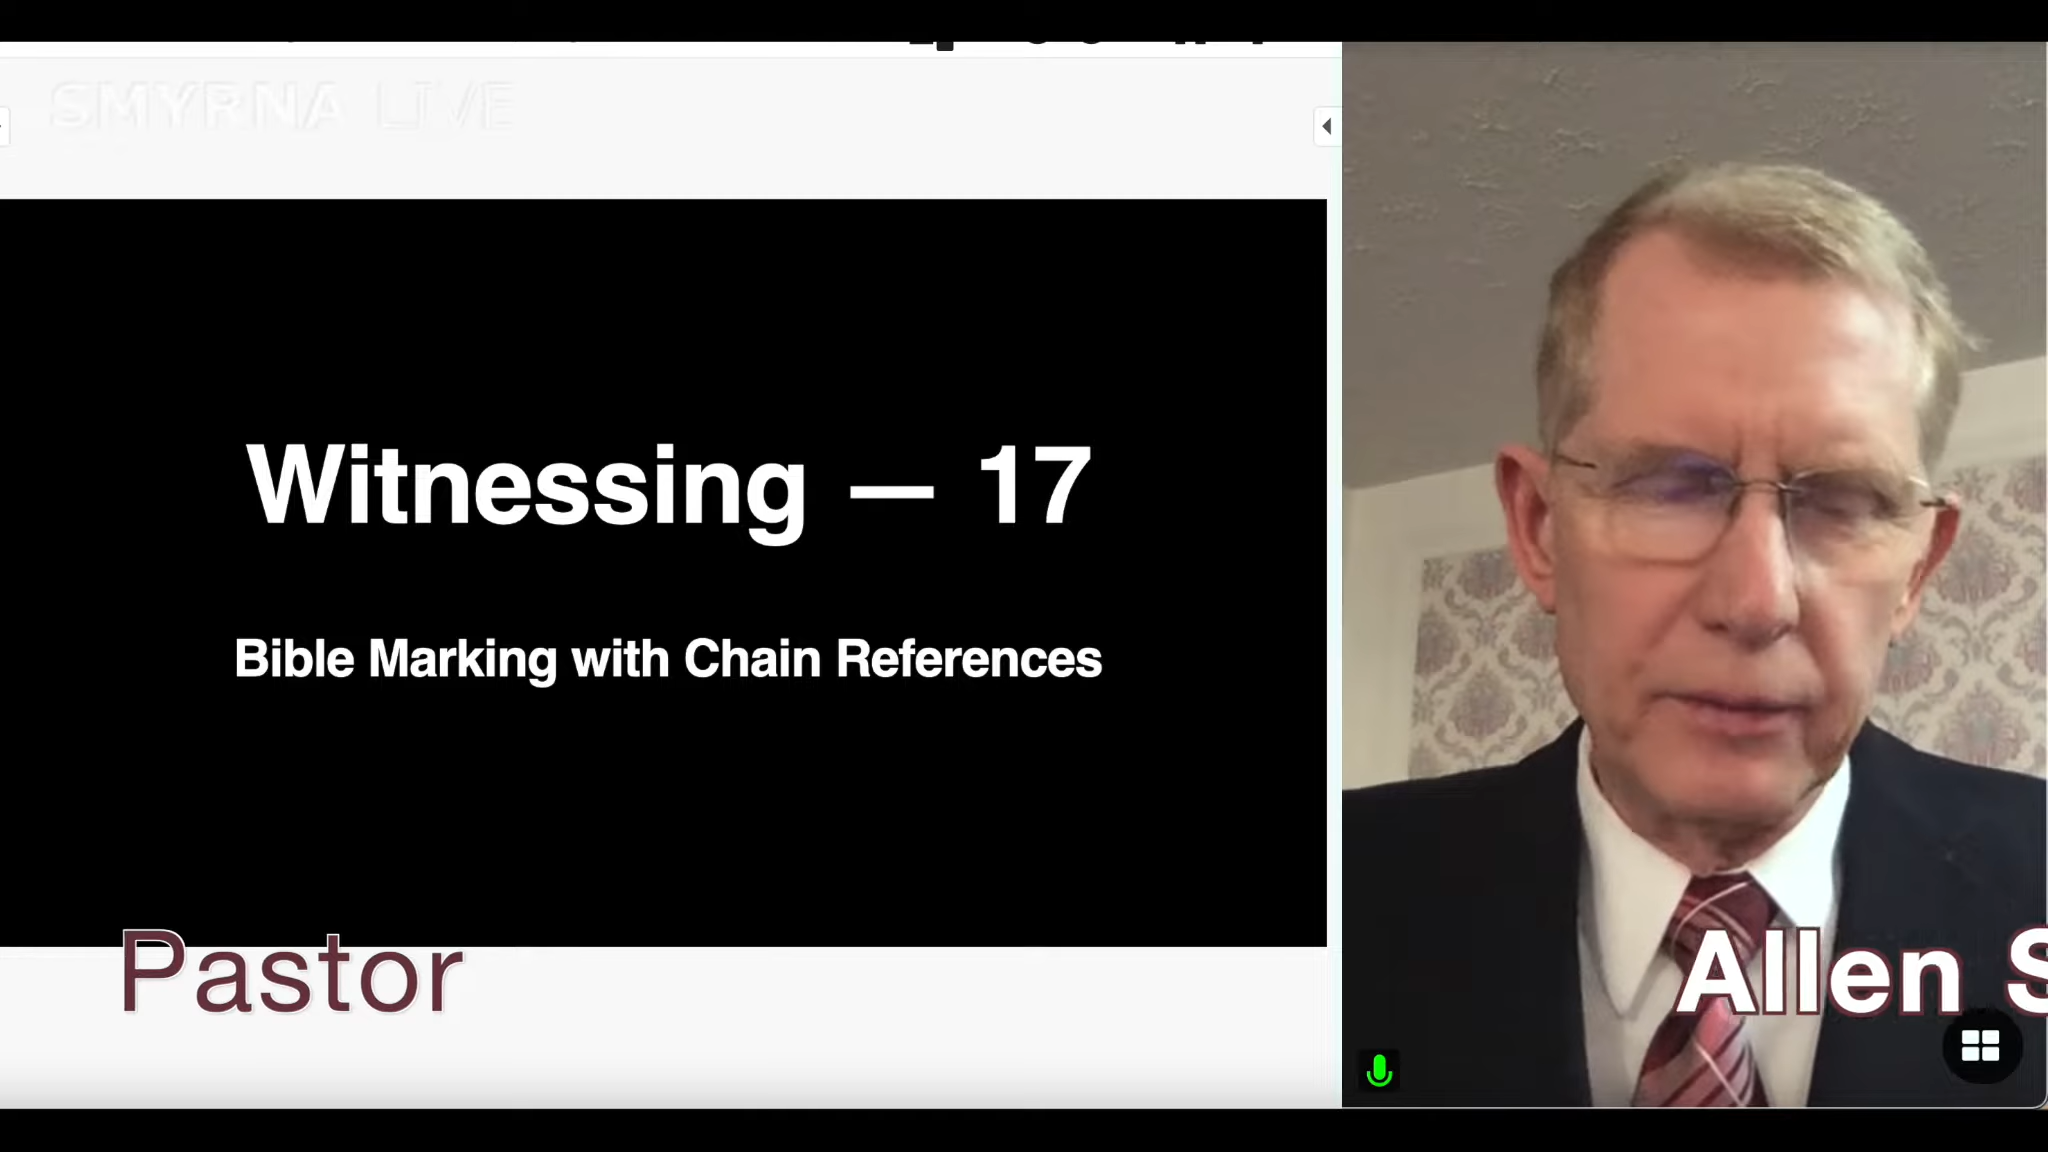 SMYRNA LIVE
Witnessing — 17
Bible Marking with Chain References
Pastor
Allen S